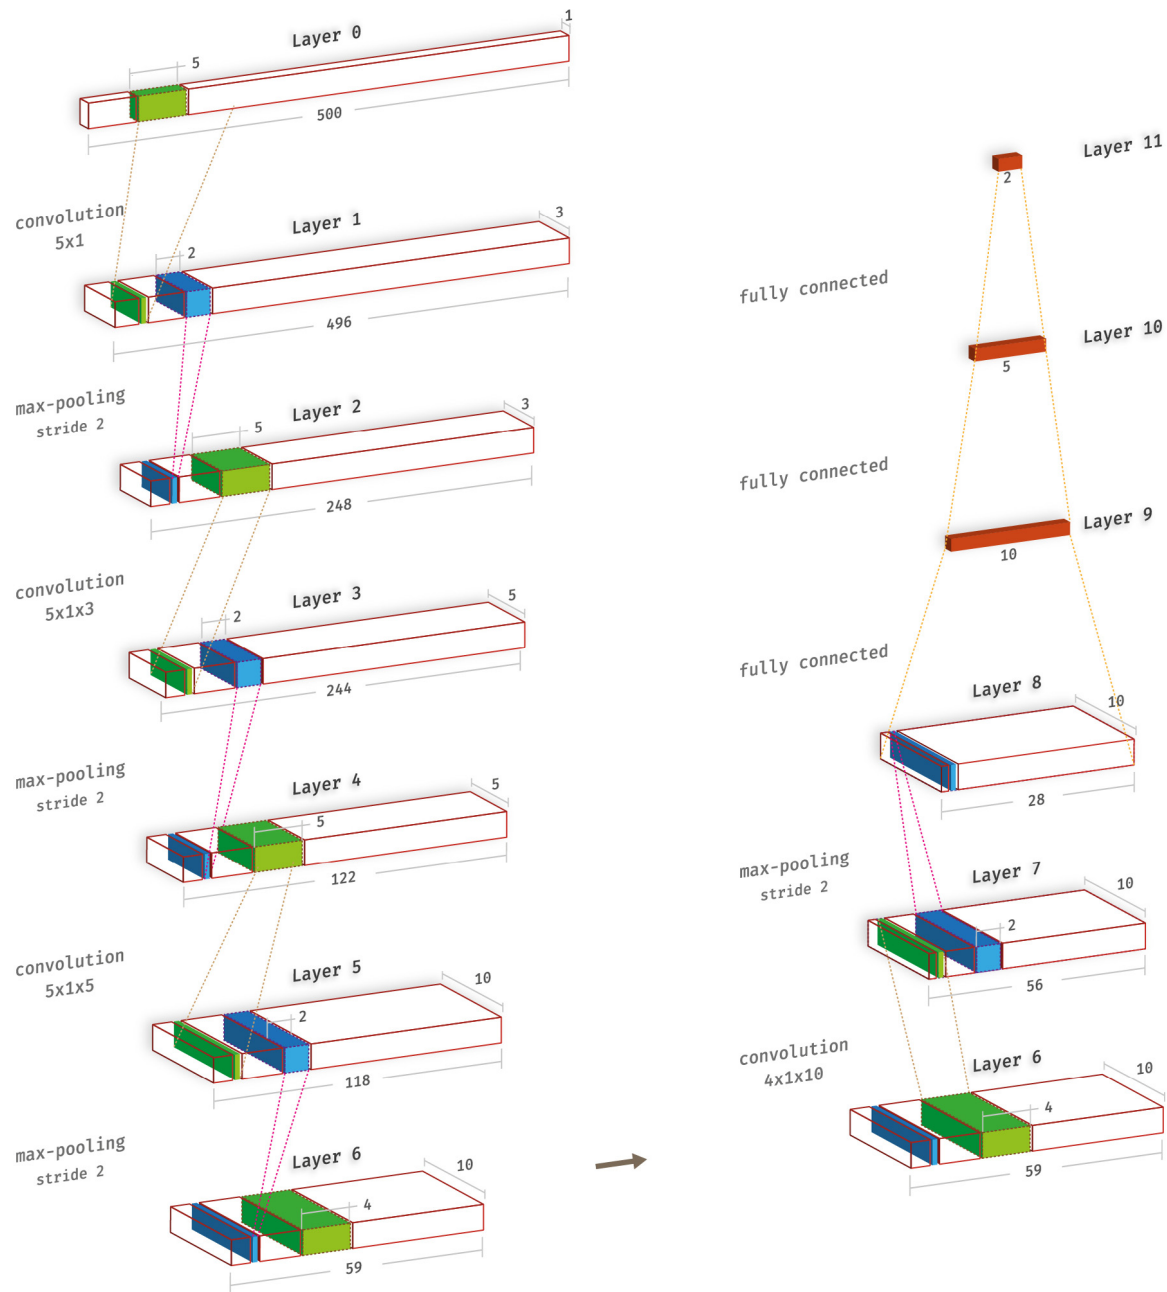 Layer 0
1
5
500
convolution
5x1
Layer 1
3
2
496
max-pooling
stride 2
Layer 2
3
5
248
convolution
5x1x3
Layer 3
5
2
244
max-pooling
stride 2
Layer 4
5
5
122
convolution
5x1x5
Layer 5
10
2
118
max-pooling
stride 2
Layer 6
10
4
59
Layer 11
2
fully connected
Layer 10
5
fully connected
Layer 9
10
fully connected
Layer 8
10
28
max-pooling
stride 2
Layer 7
10
2
56
convolution
4x1x10
Layer 6
10
4
59